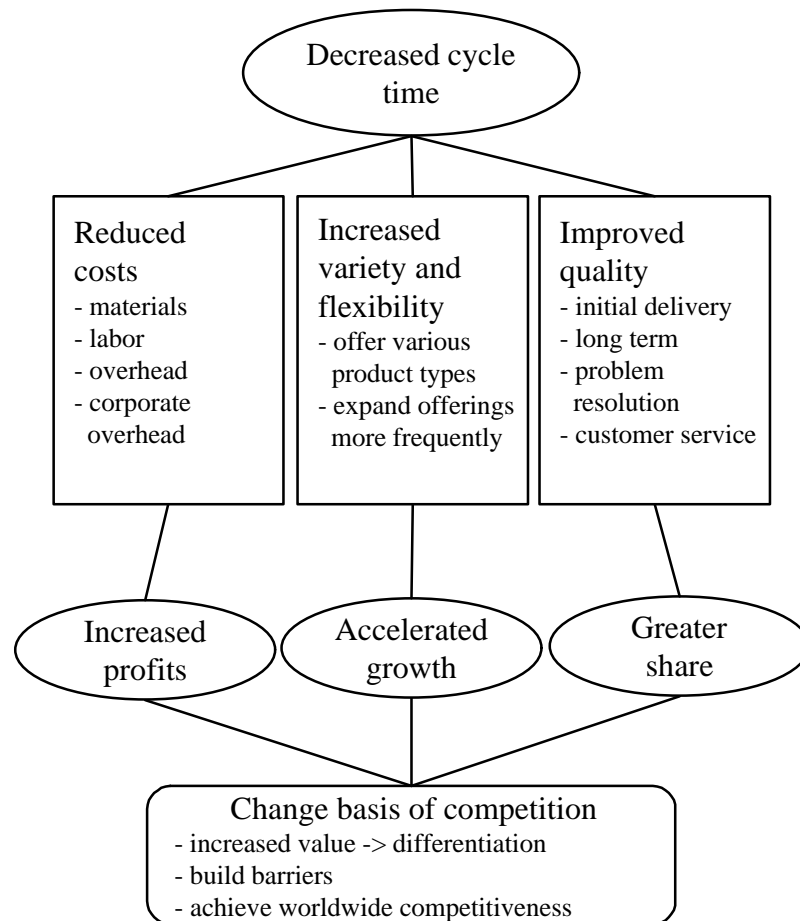 Decreased cycle
time
Reduced
costs
- materials
- labor
- overhead
- corporate
overhead
Increased
variety and
flexibility
- offer various
product types
- expand offerings
more frequently
Improved
quality
- initial delivery
- long term
- problem
resolution
- customer service
Increased
profits
Accelerated
growth
Greater
share
Change basis of competition
- increased value -> differentiation
- build barriers
- achieve worldwide competitiveness